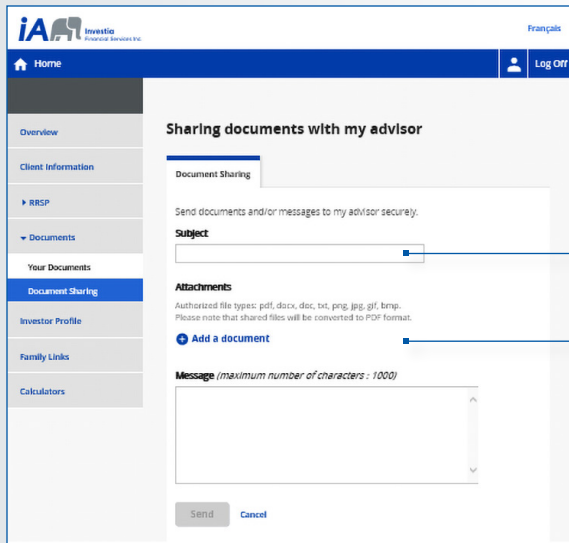 iA Investia
Financial Services Inc.
Français
Home
Log Off
Overview
Client Information
RRSP
Documents
Your Documents
Document Sharing
Investor Profile
Family Links
Calculators
Sharing documents with my advisor
Document Sharing
Send documents and/or messages to my advisor securely.
Subject
Attachments
Authorized file types: pdf, docx, doc, txt, png, jpg, gif, bmp.
Please note that shared files will be converted to PDF format.
Add a document
Message (maximum number of characters : 1000)
Send Cancel